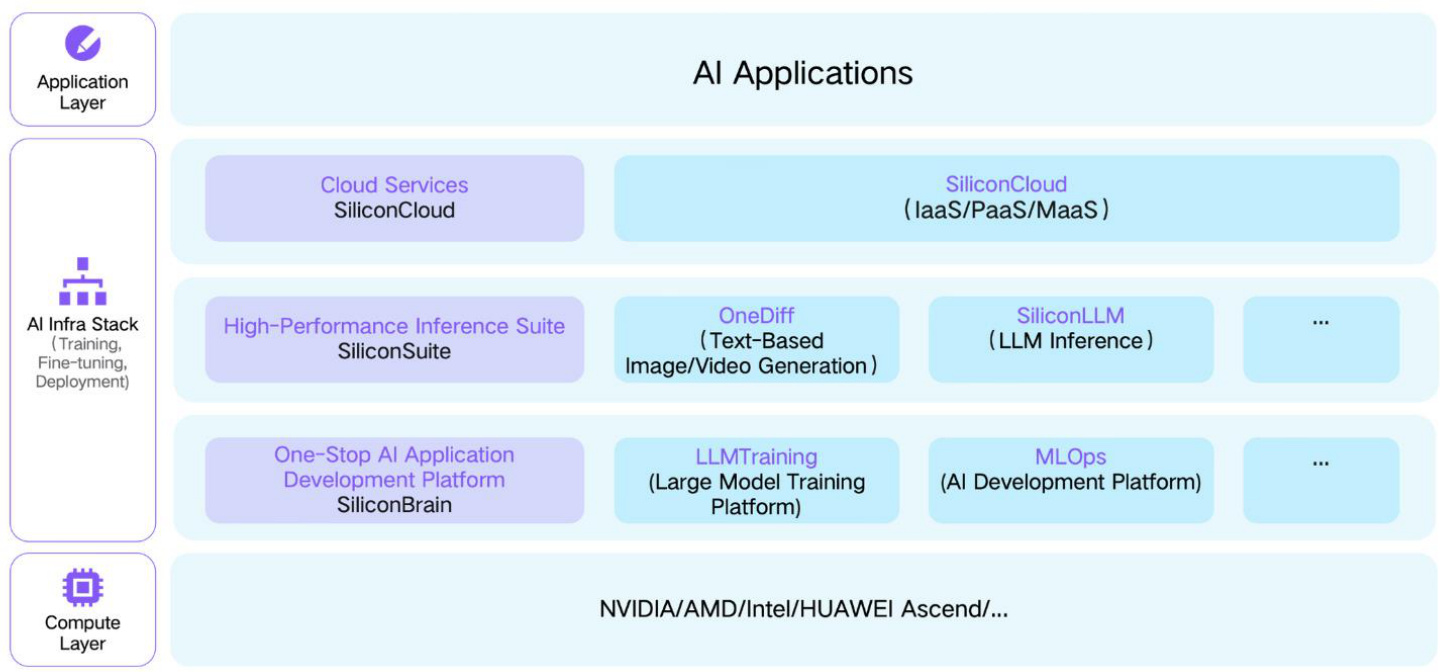 Application
Layer
AI Applications
AI Infra Stack
(Training,
Fine-tuning,
Deployment)
Cloud Services
SiliconCloud
SiliconCloud
(IaaS/PaaS/MaaS)
High-Performance Inference Suite
SiliconSuite
OneDiff
(Text-Based
Image/Video Generation)
SiliconLLM
(LLM Inference)
...
One-Stop AI Application
Development Platform
SiliconBrain
LLMTraining
(Large Model Training
Platform)
MLOps
(AI Development Platform)
...
Compute
Layer
NVIDIA/AMD/Intel/HUAWEI Ascend/...